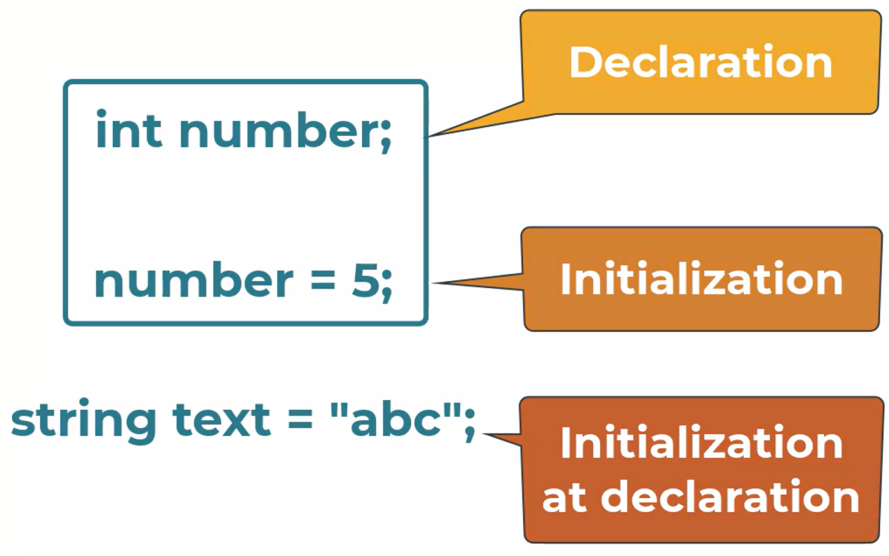 Declaration
int number;
number = 5;
Initialization
string text = "abc";
Initialization
at declaration